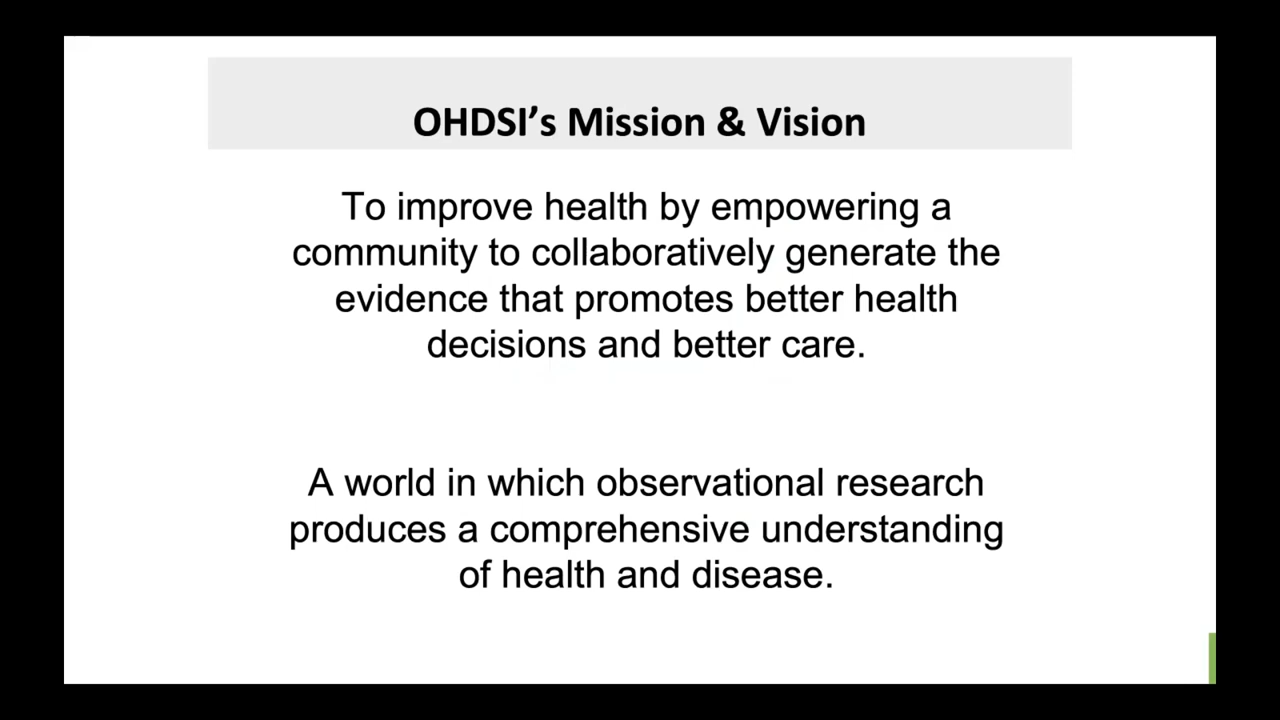 OHDSI’s Mission & Vision
To improve health by empowering a
community to collaboratively generate the
evidence that promotes better health
decisions and better care.
A world in which observational research
produces a comprehensive understanding
of health and disease.